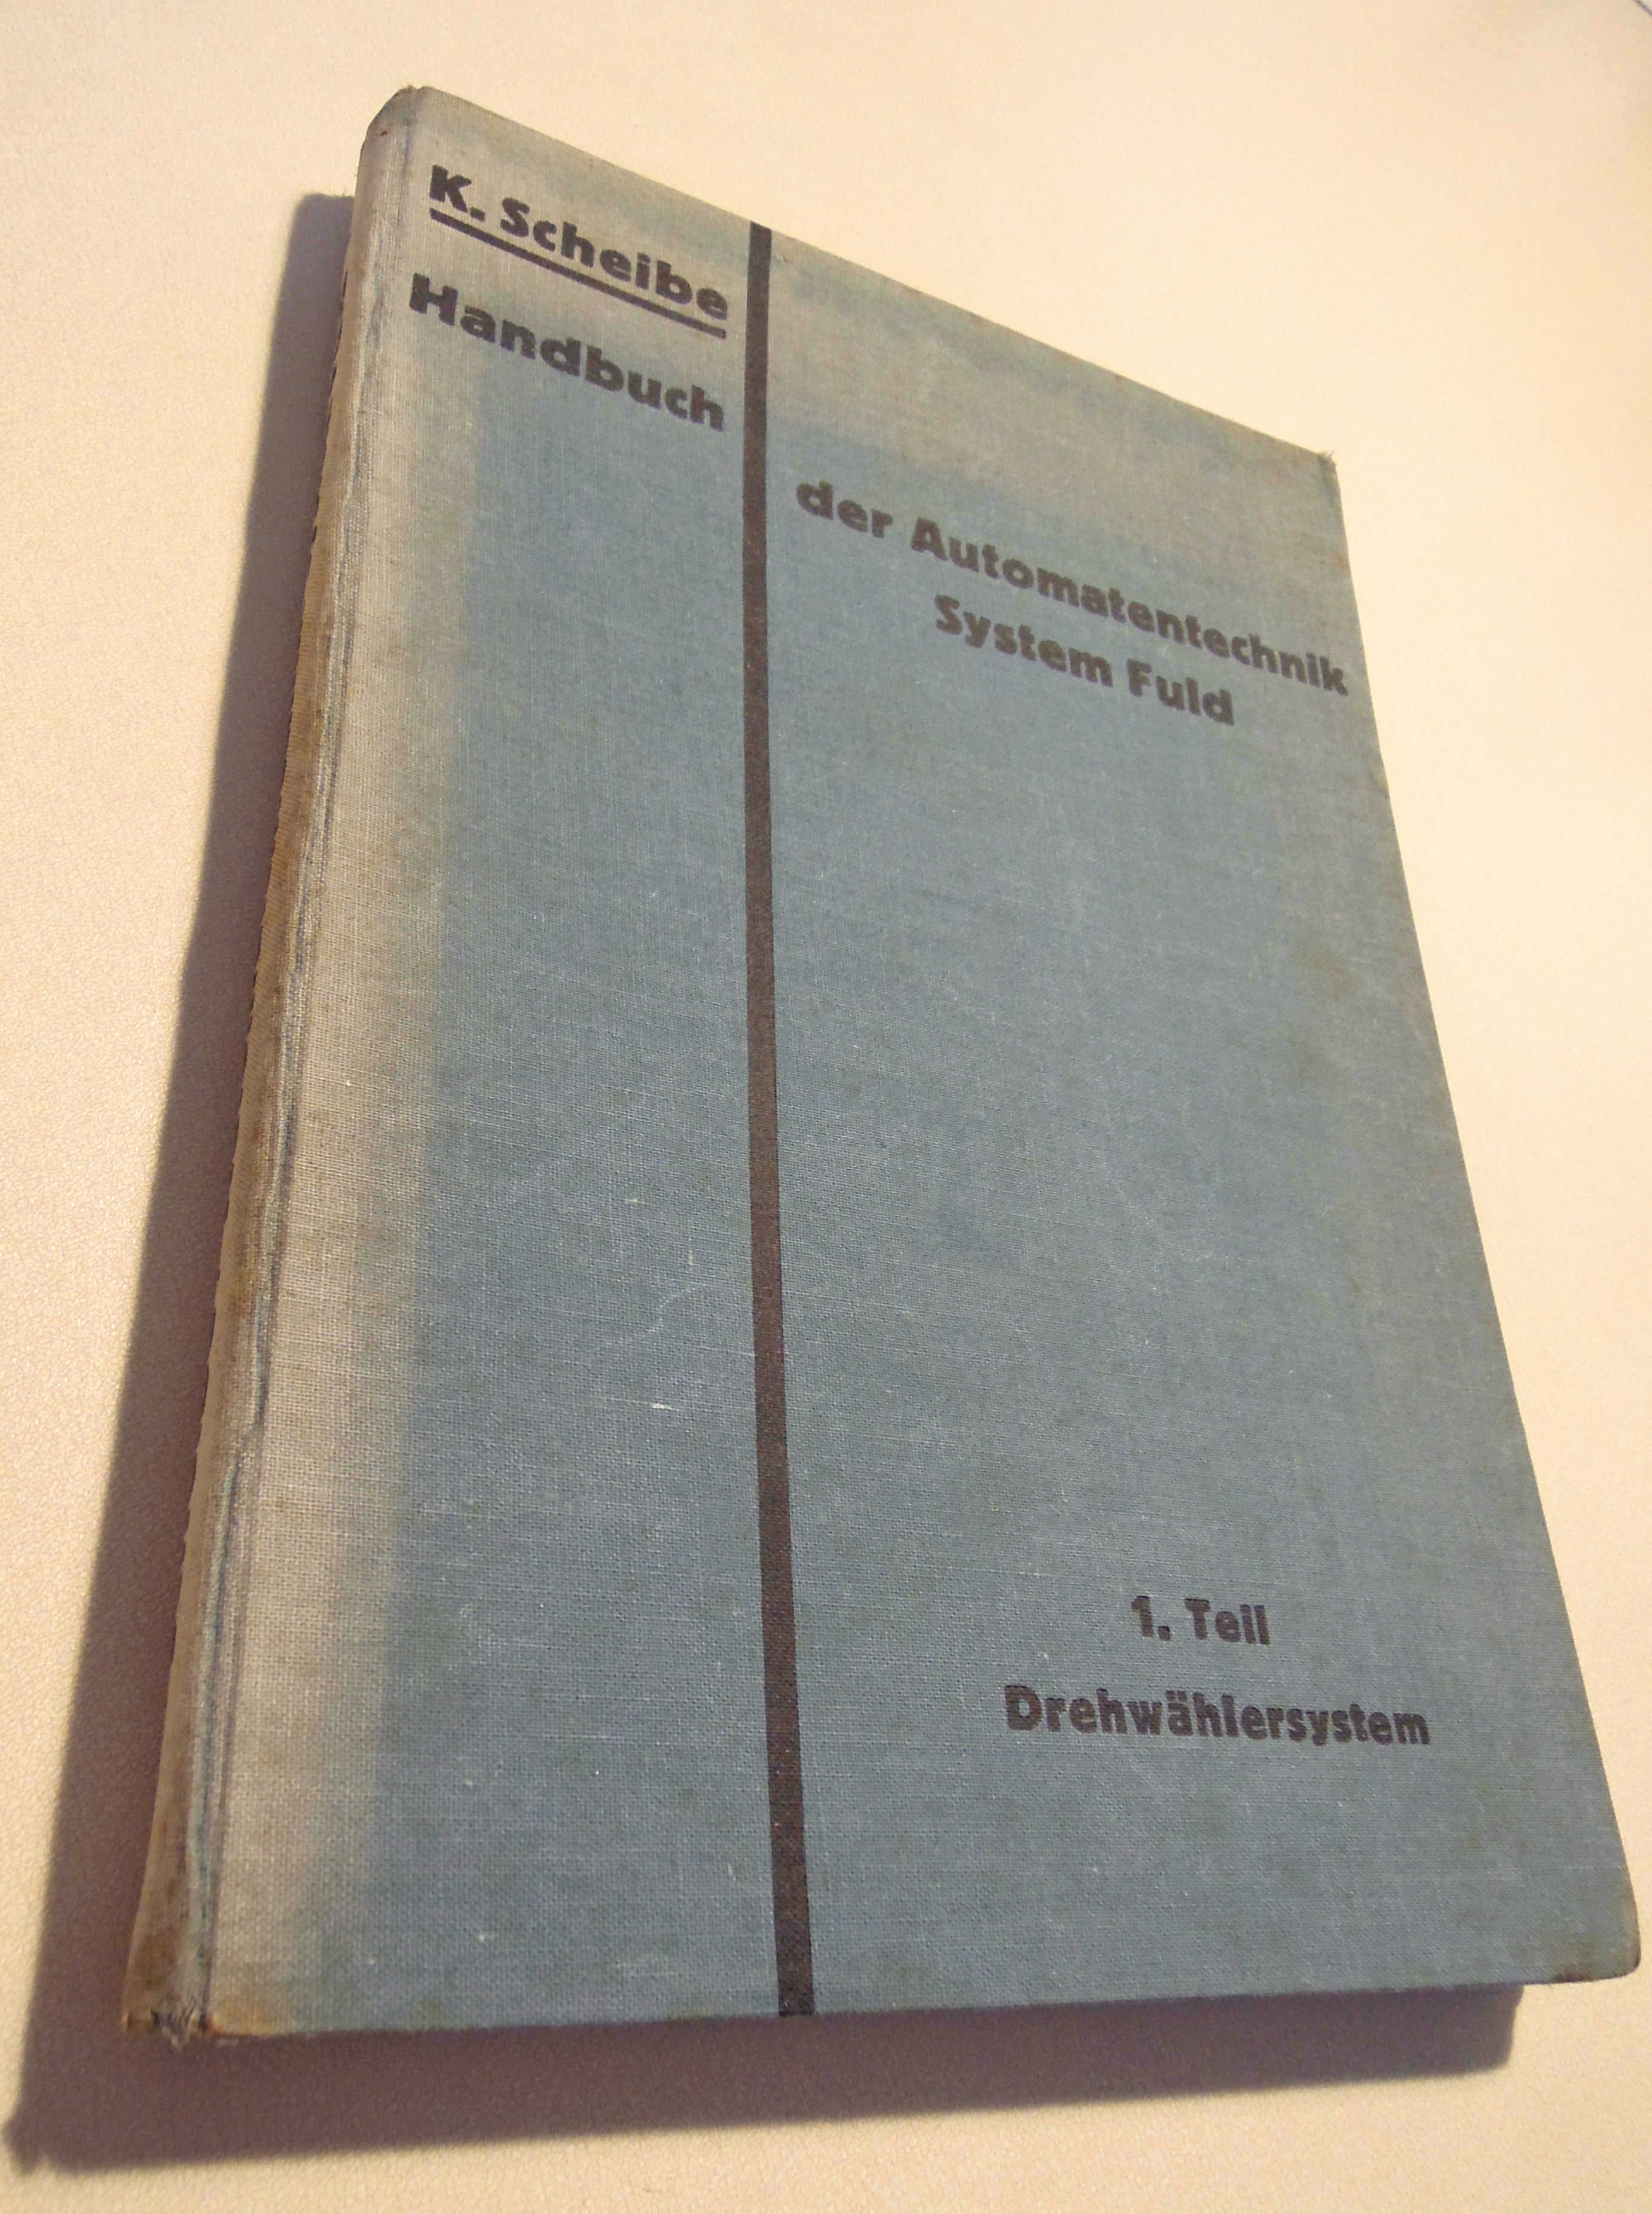 K. Scheibe
Handbuch
der Automatentechnik
System Fuld
1. Teil
Drehwählersystem